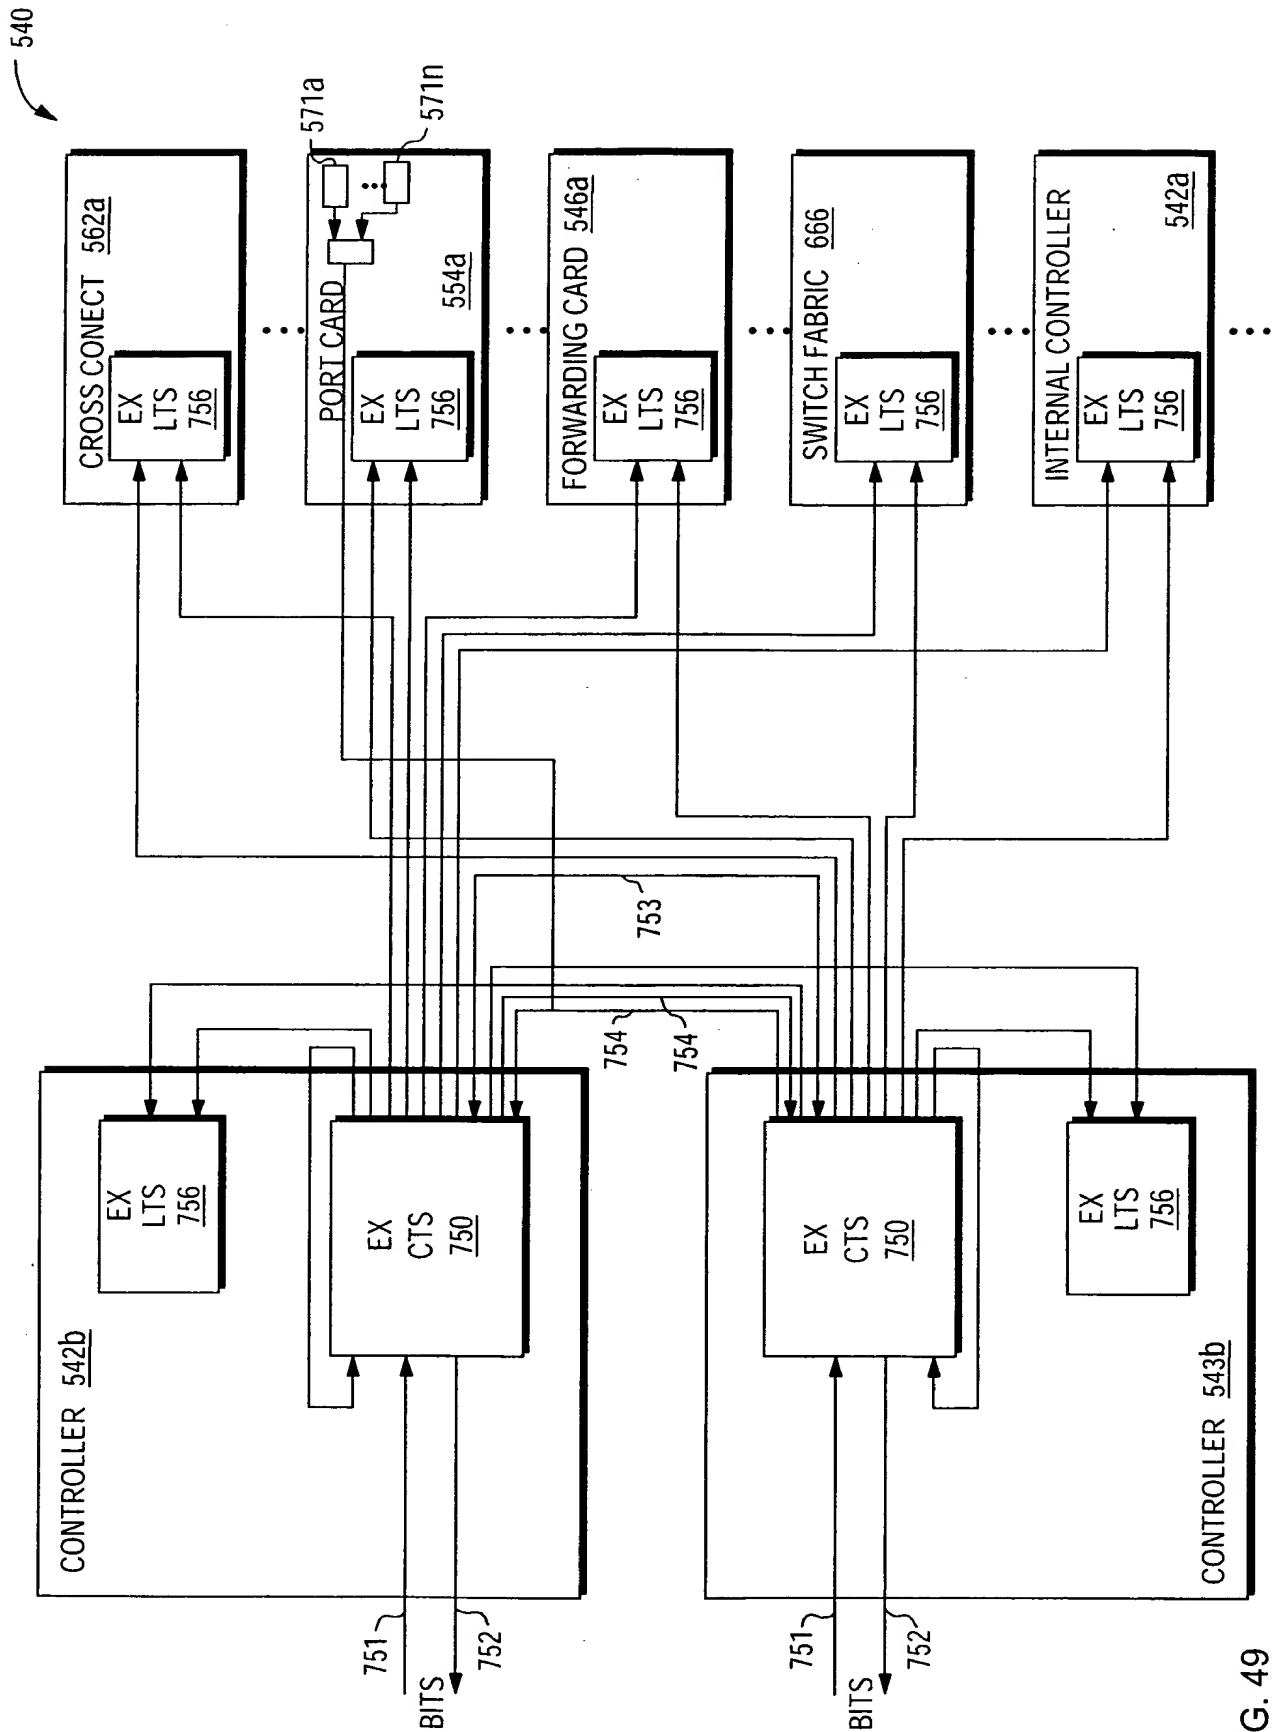 540
CROSS CONECT 562a
EX
LTS
756
571a
571n
PORT CARD
554a
EX
LTS
756
FORWARDING CARD 546a
EX
LTS
756
SWITCH FABRIC 666
EX
LTS
756
INTERNAL CONTROLLER
542a
EX
LTS
756
753
754
754
CONTROLLER 542b
EX
LTS
756
EX
CTS
750
751
BITS
752
CONTROLLER 543b
EX
CTS
750
EX
LTS
756
751
BITS
752
G. 49